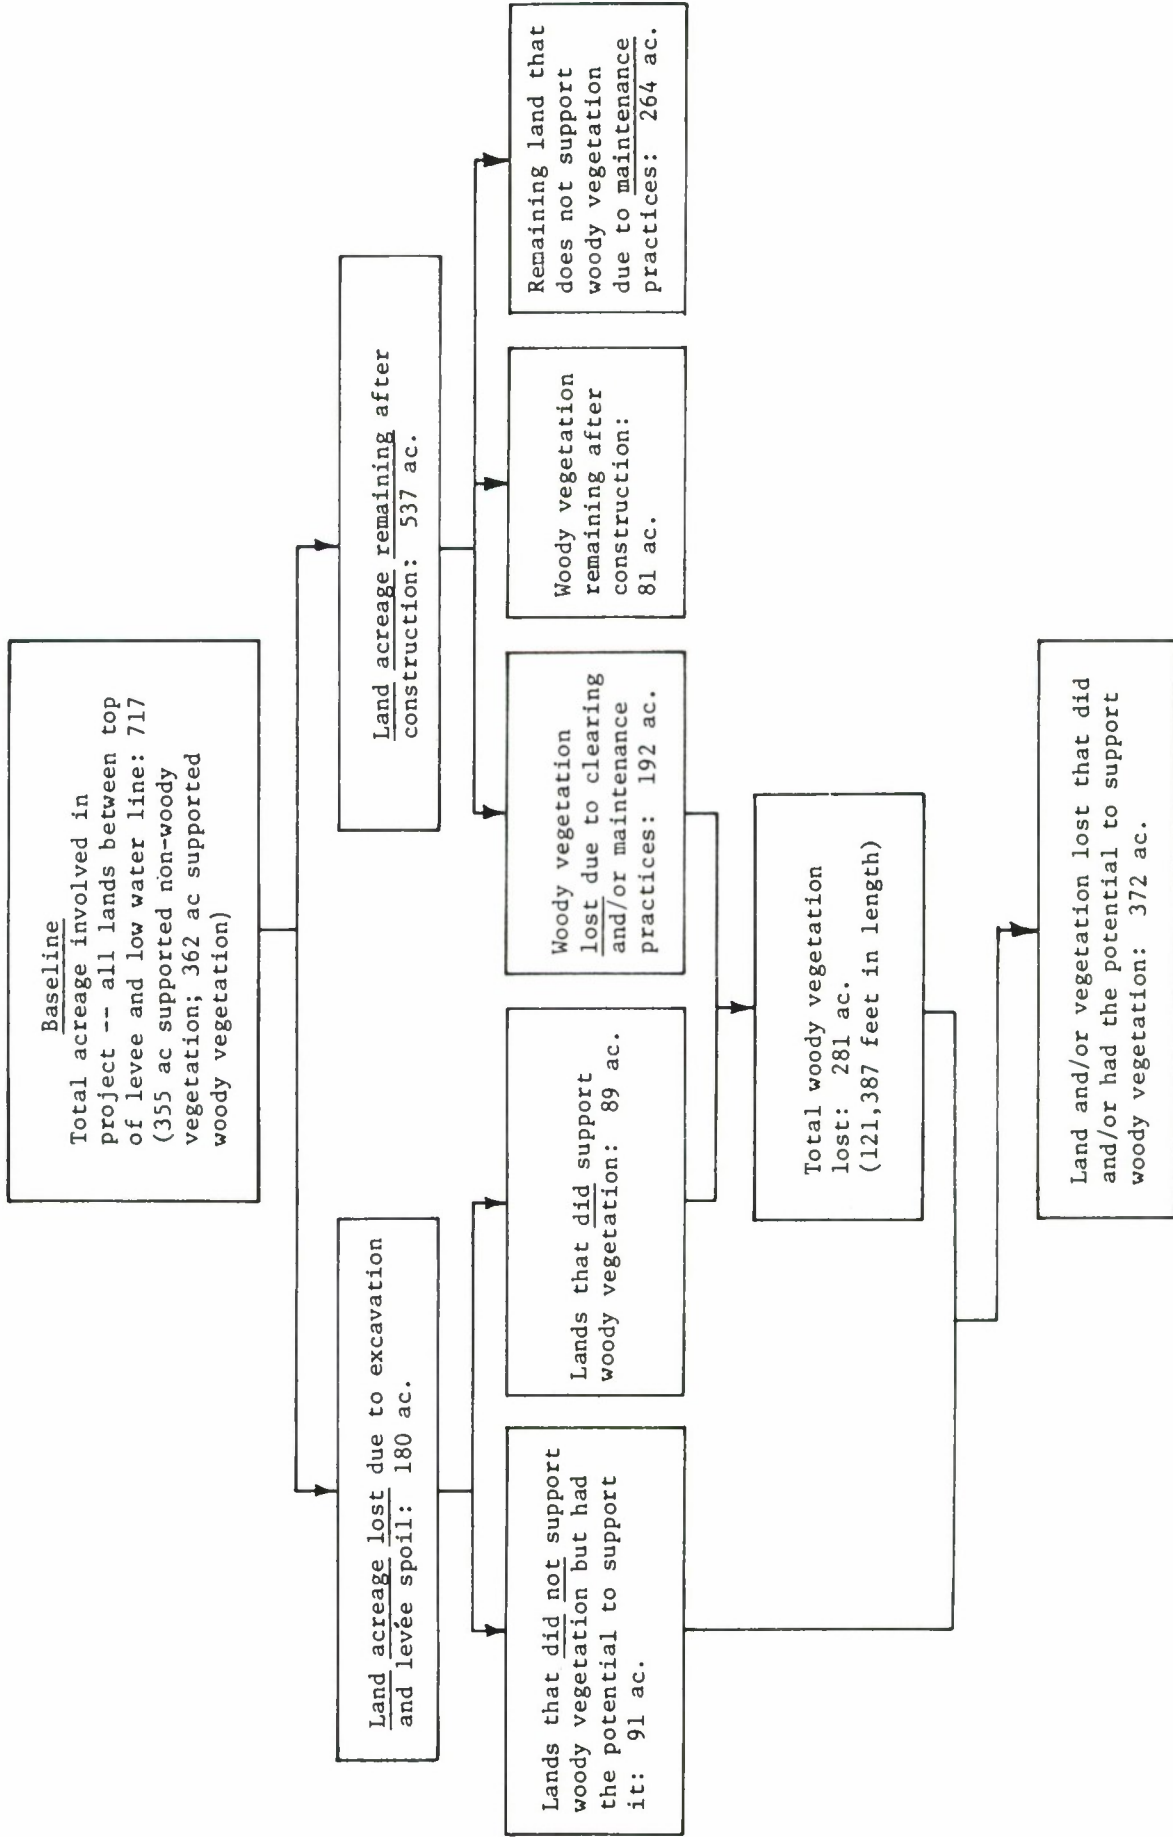 Baseline
Total acreage involved in
project -- all lands between top
of levee and low water line: 717
(355 ac supported non-woody
vegetation; 362 ac supported
woody vegetation)
Land acreage lost due to excavation
and levée spoil: 180 ac.
Land acreage remaining after
construction: 537 ac.
Lands that did not support
woody vegetation but had
the potential to support
it: 91 ac.
Lands that did support
woody vegetation: 89 ac.
Woody vegetation
lost due to clearing
and/or maintenance
practices: 192 ac.
Woody vegetation
remaining after
construction:
81 ac.
Remaining land that
does not support
woody vegetation
due to maintenance
practices: 264 ac.
Total woody vegetation
lost: 281 ac.
(121,387 feet in length)
Land and/or vegetation lost that did
and/or had the potential to support
woody vegetation: 372 ac.